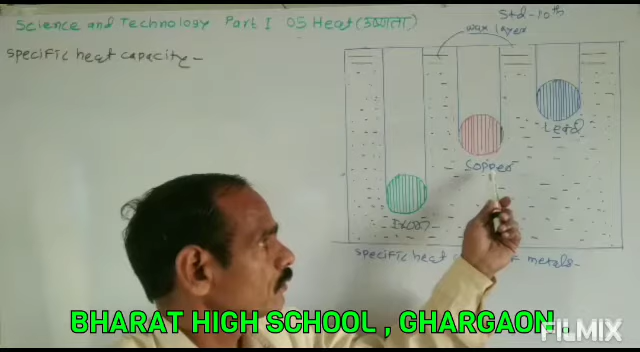 Science and Technology Part I 05 Heat (उष्णता)
Std-10th
wax layer
specific heat capacity-
Lead
Copper
Iron
specific heat metals-
BHARAT HIGH SCHOOL , GHARGAON .
FILMIX